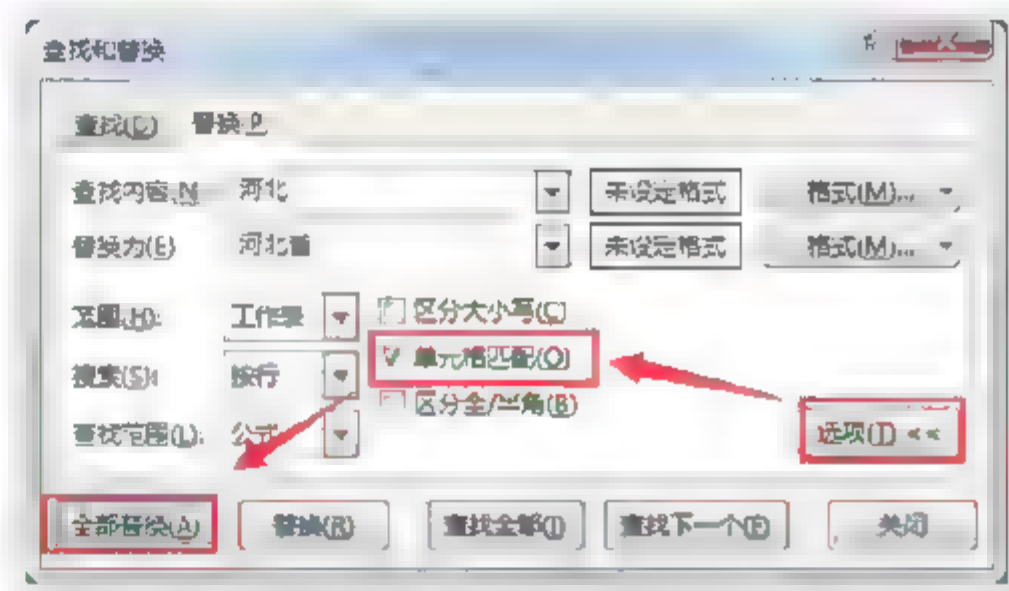 查找和替换
查找(D) 替换(P)
查找内容(N) 河北 未设定格式 格式(M)...
替换为(E) 河北省 未设定格式 格式(M)...
范围(H): 工作表 区分大小写(C)
单元格匹配(O)
搜索(S): 按行
区分全/半角(B)
查找范围(L): 公式 选项(T) <<
全部替换(A) 替换(R) 查找全部(I) 查找下一个(F) 关闭